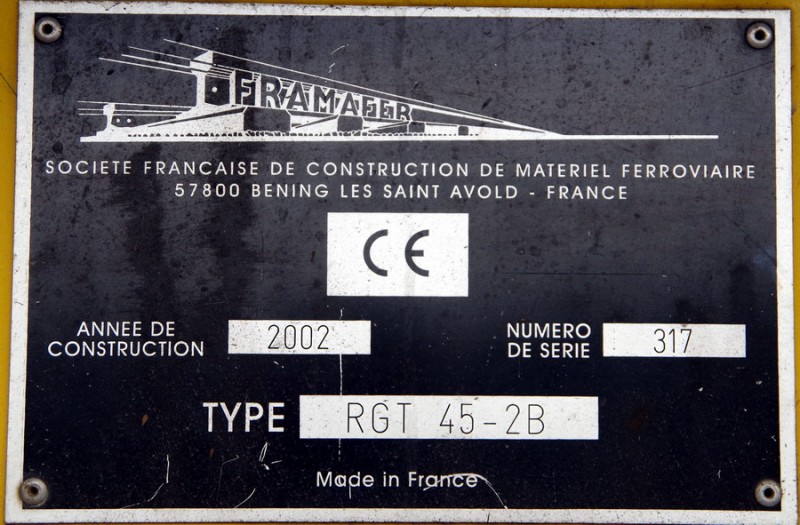 FRAMAFER
SOCIETE FRANCAISE DE CONSTRUCTION DE MATERIEL FERROVIAIRE
57800 BENING LES SAINT AVOLD - FRANCE
CE
ANNEE DE
CONSTRUCTION
2002
NUMERO
DE SERIE
317
TYPE RGT 45-2B
Made in France